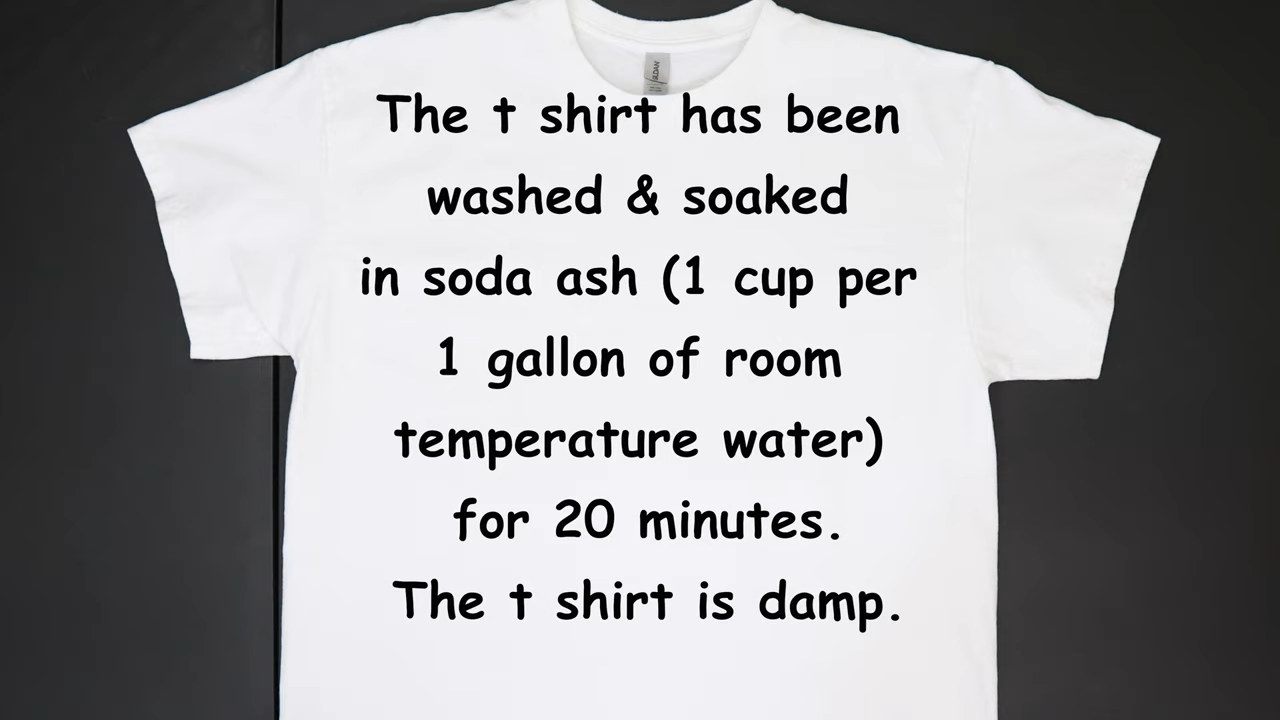 GILDAN
The t shirt has been
washed & soaked
in soda ash (1 cup per
1 gallon of room
temperature water)
for 20 minutes.
The t shirt is damp.